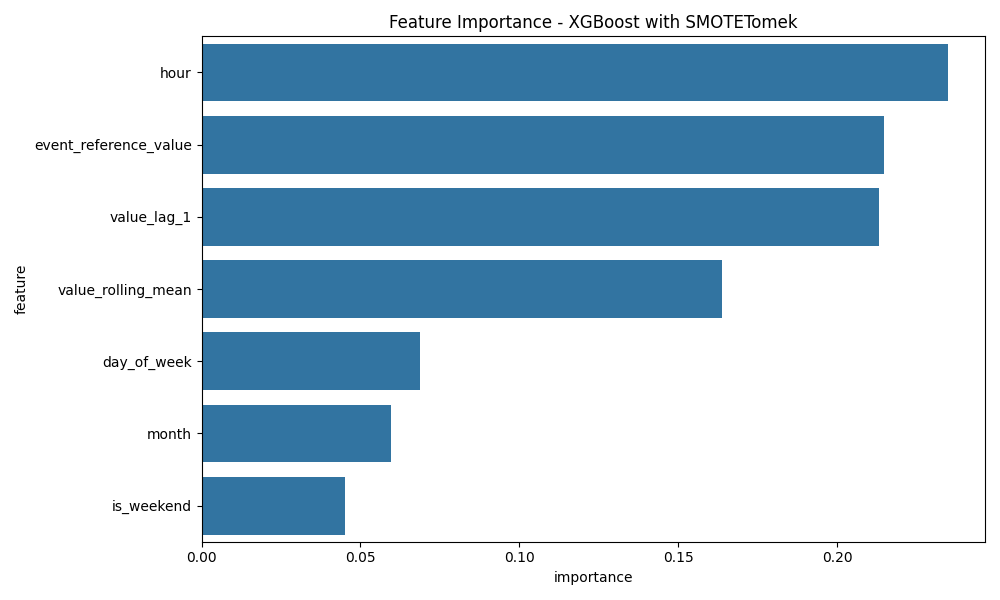 Feature Importance - XGBoost with SMOTETomek
feature
hour
event_reference_value
value_lag_1
value_rolling_mean
day_of_week
month
is_weekend
0.00 0.05 0.10 0.15 0.20
importance